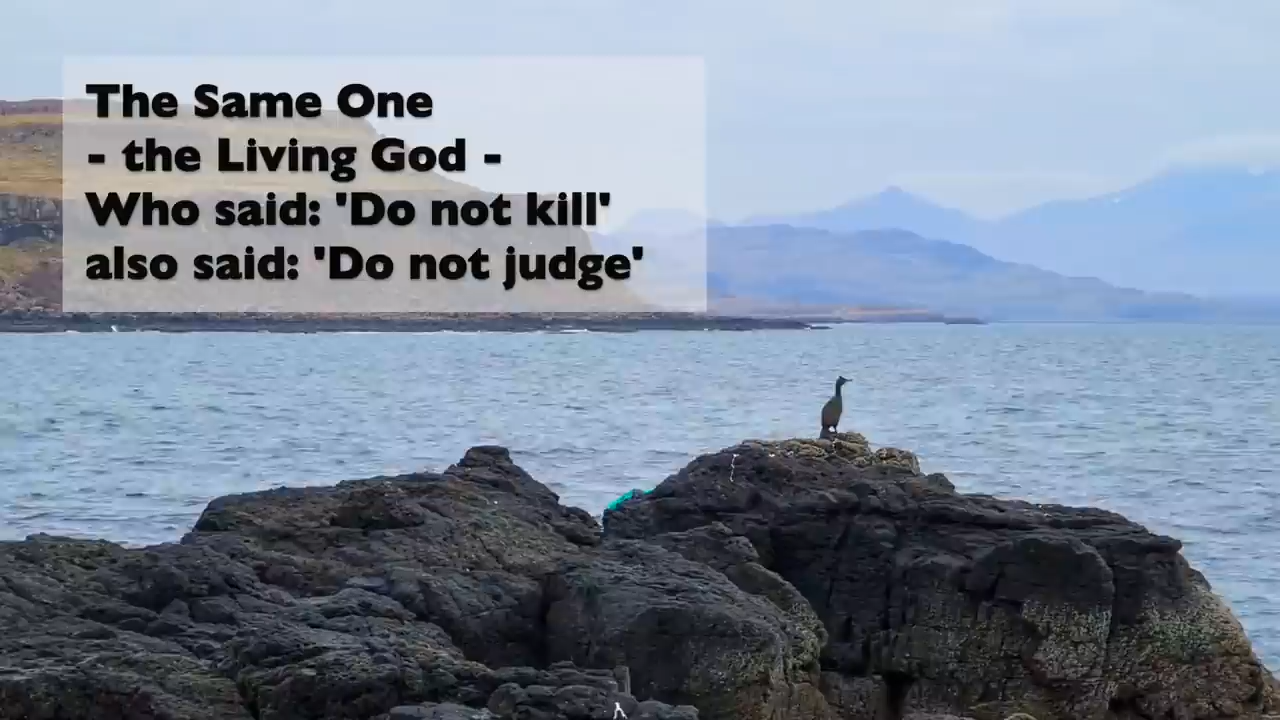 The Same One
- the Living God -
Who said: 'Do not kill'
also said: 'Do not judge'